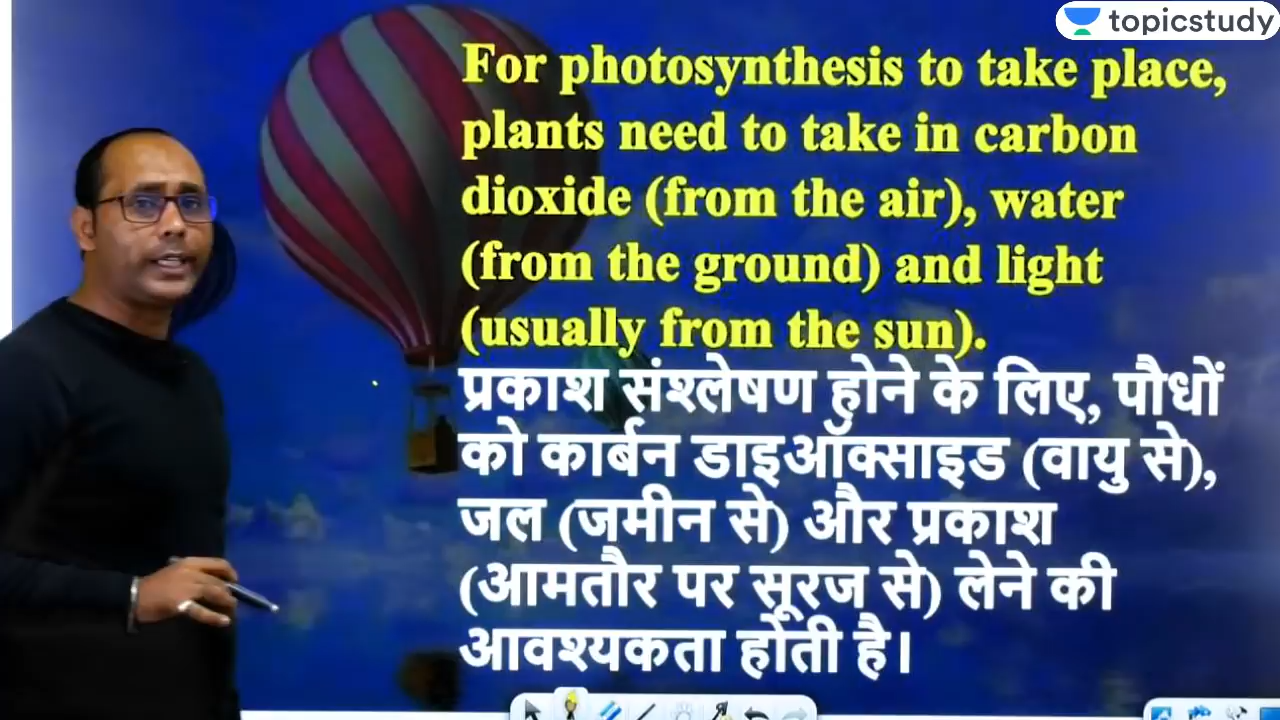 topicstudy
For photosynthesis to take place,
plants need to take in carbon
dioxide (from the air), water
(from the ground) and light
(usually from the sun).
प्रकाश संश्लेषण होने के लिए, पौधों
को कार्बन डाइऑक्साइड (वायु से),
जल (जमीन से) और प्रकाश
(आमतौर पर सूरज से) लेने की
आवश्यकता होती है।